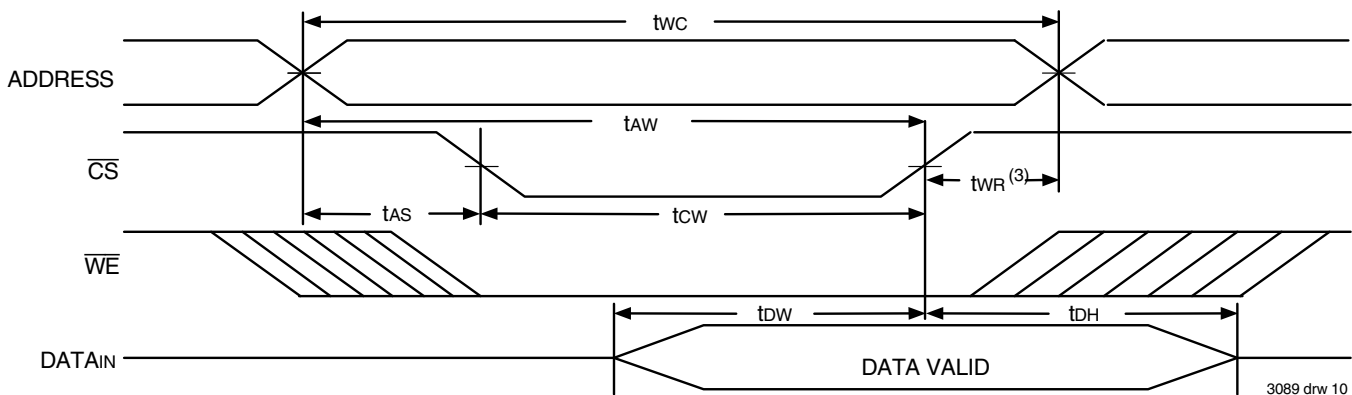 tWC
ADDRESS
tAW
CS
tWR (3)
tAS
tCW
WE
tDW
tDH
DATAIN
DATA VALID
3089 drw 10